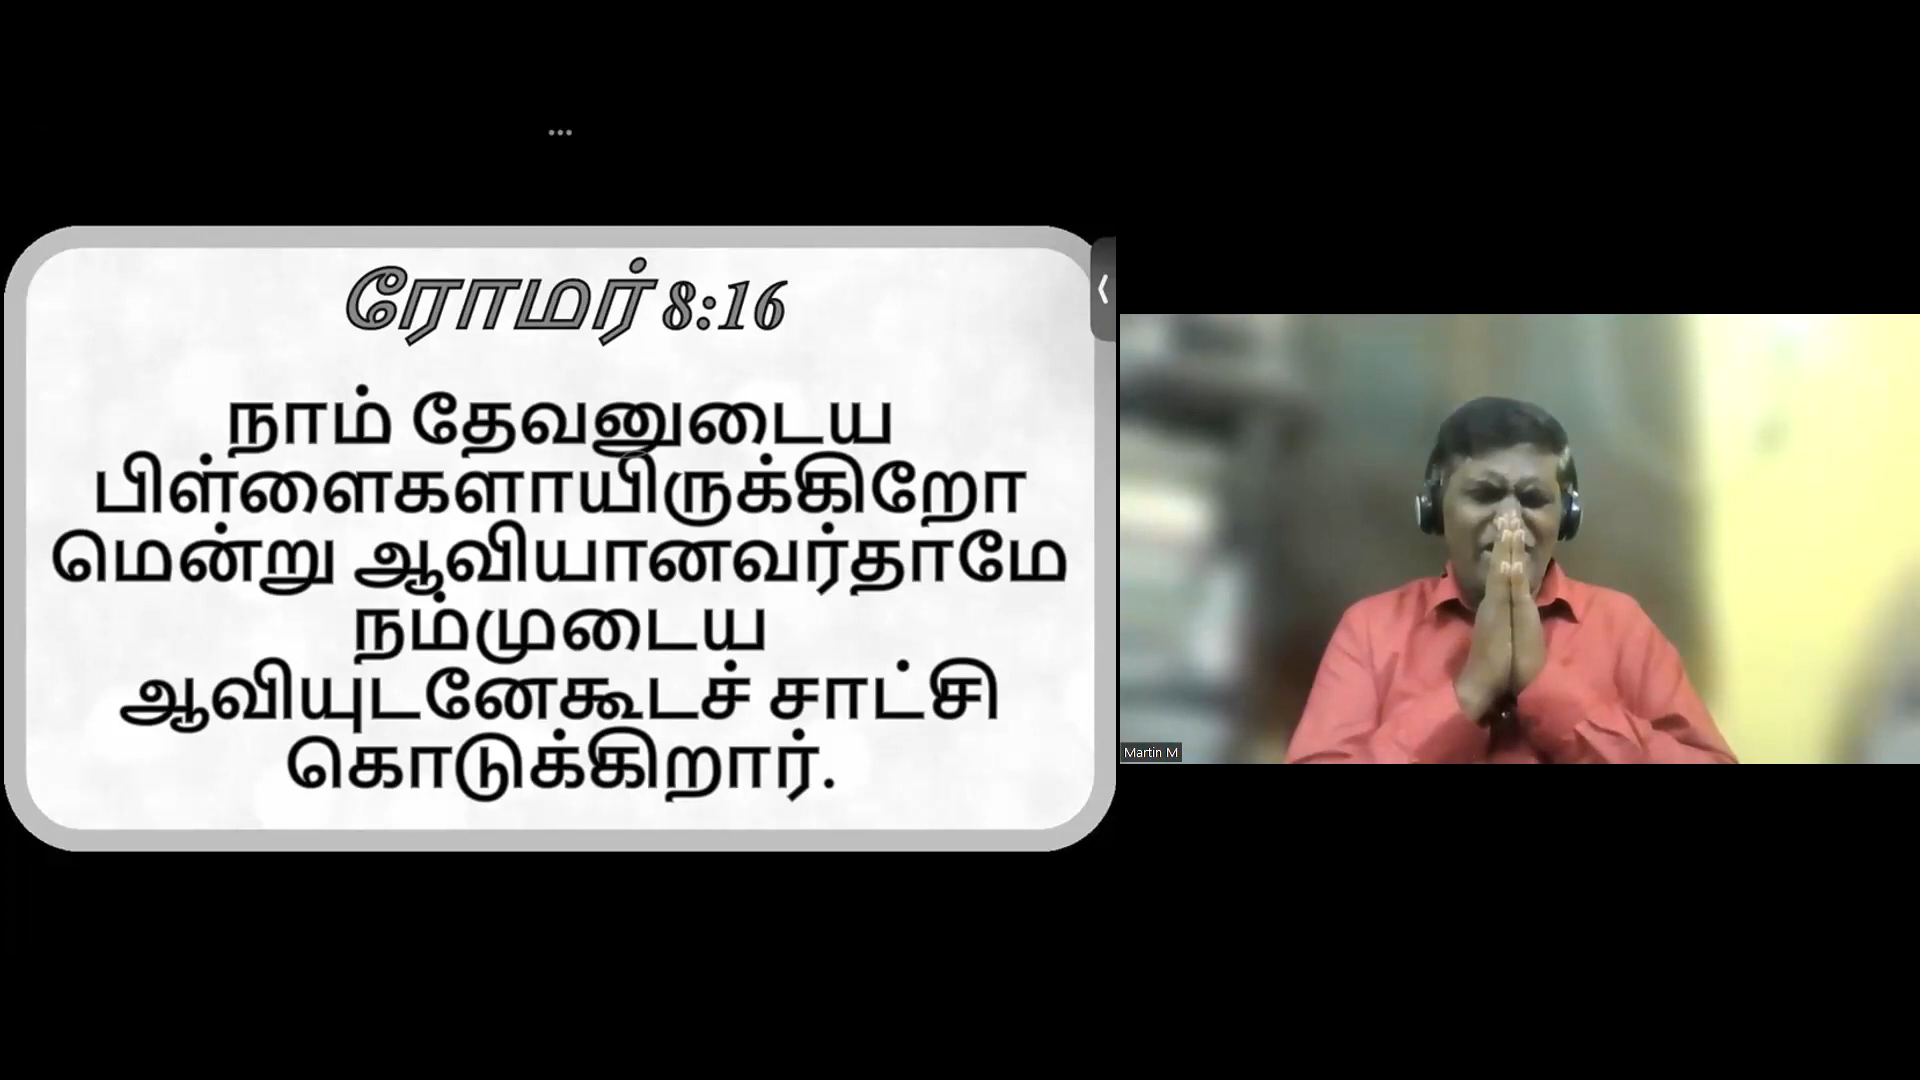 ரோமர் 8:16
நாம் தேவனுடைய
பிள்ளைகளாயிருக்கிறோ
மென்று ஆவியானவர்தாமே
நம்முடைய
ஆவியுடனேகூடச் சாட்சி
கொடுக்கிறார்.
Martin M